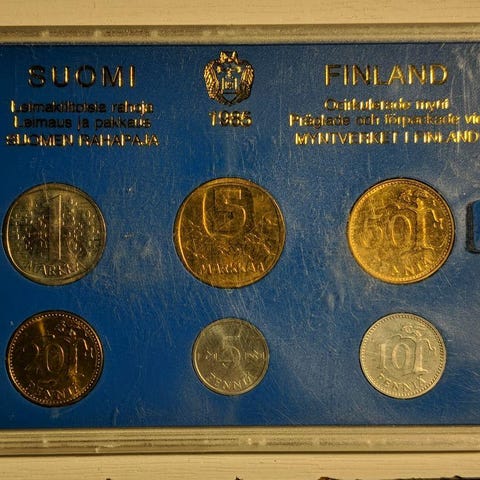 SUOMI
FINLAND
Leimakiiltoisia rahoja
Leimaus ja pakkaus
SUOMEN RAHAPAJA
1985
Ocirkulerade mynt
Präglade och förpackade vid
MYNTVERKET I FINLAND
1
MARKKA
5
MARKKAA
50
PENNIÄ
20
PENNIÄ
5
PENNIÄ
10
PENNIÄ